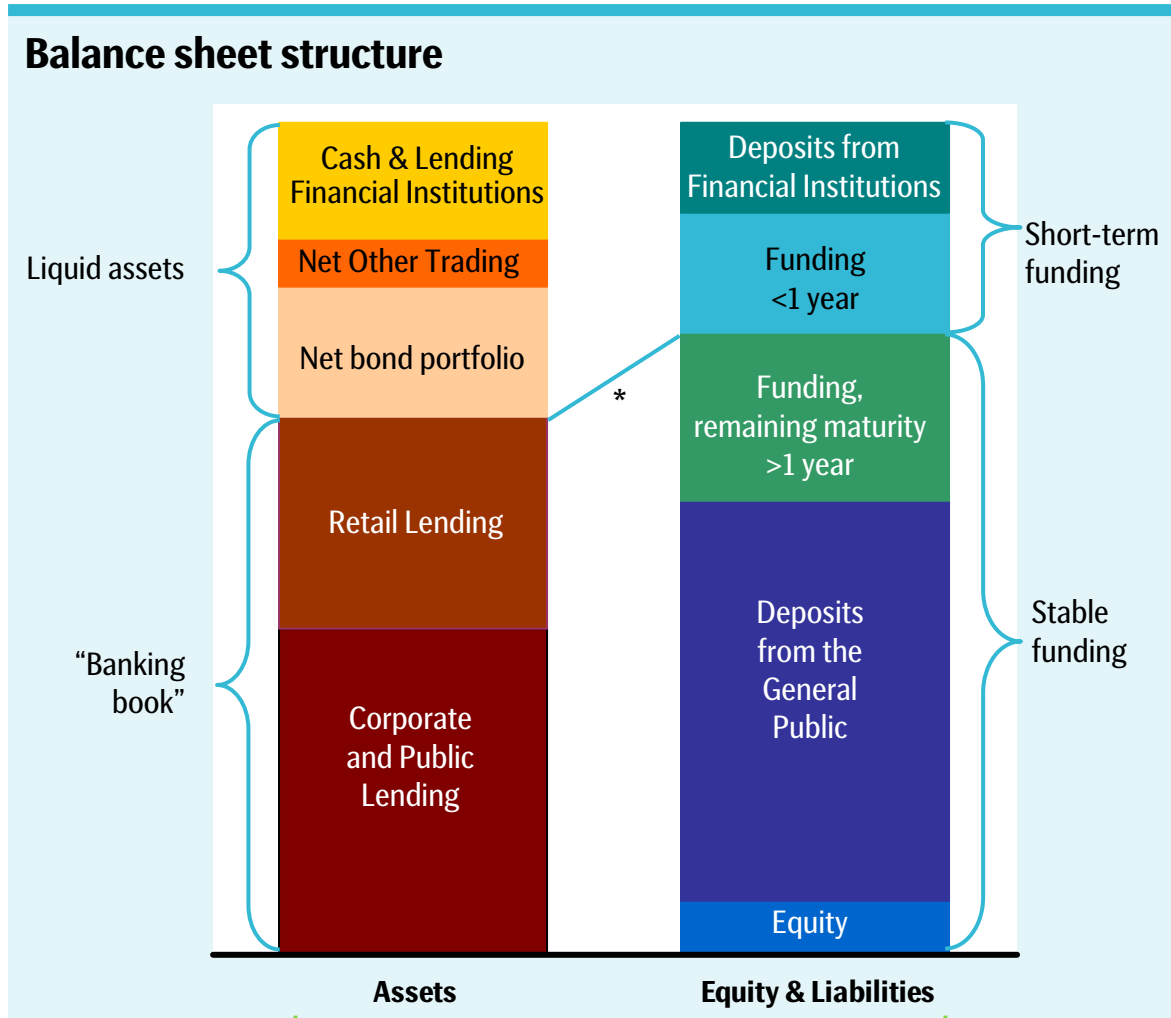 Balance sheet structure
Liquid assets
“Banking
book”
Cash & Lending
Financial Institutions
Net Other Trading
Net bond portfolio
Retail Lending
Corporate
and Public
Lending
*
Deposits from
Financial Institutions
Funding
<1 year
Funding,
remaining maturity
>1 year
Deposits
from the
General
Public
Equity
Short-term
funding
Stable
funding
Assets
Equity & Liabilities